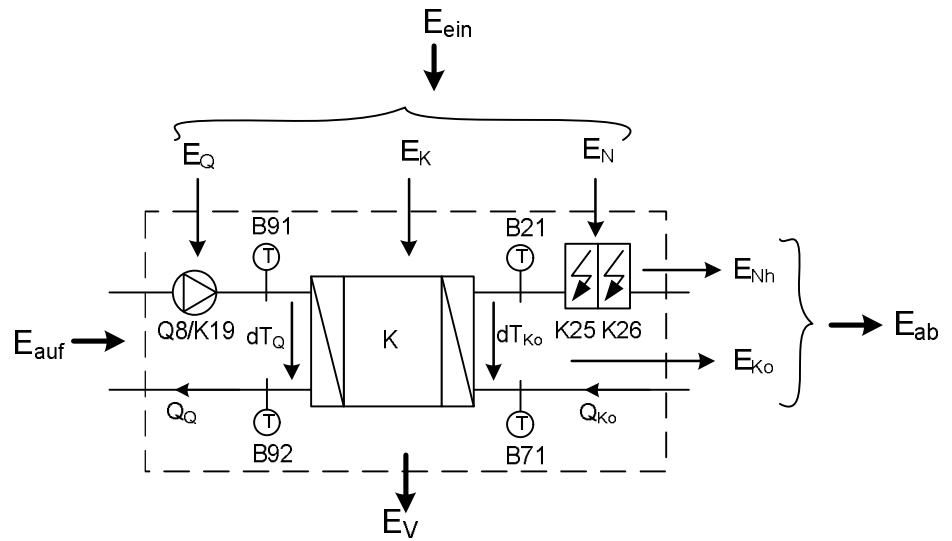 E_ein
E_Q E_K E_N
B91 B21
T T
E_Nh
Q8/K19 dT_Q K dT_Ko K25 K26
E_auf E_ab
E_Ko
Q_Q Q_Ko
T T
B92 B71
E_V